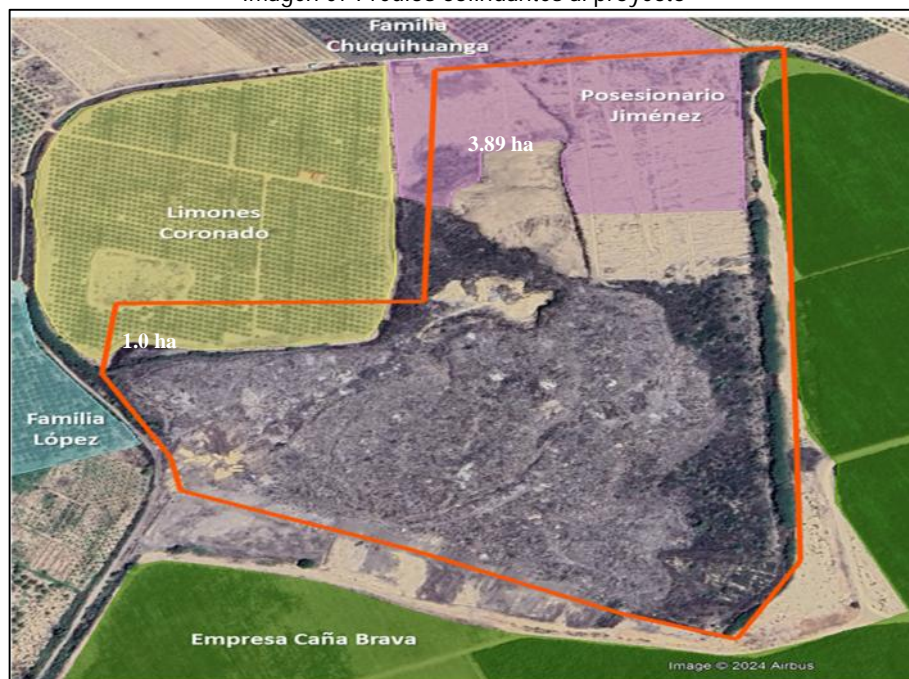 Familia
Chuquihuanga
Posesionario
Jiménez
3.89 ha
Limones
Coronado
1.0 ha
Familia
López
Empresa Caña Brava
Image © 2024 Airbus